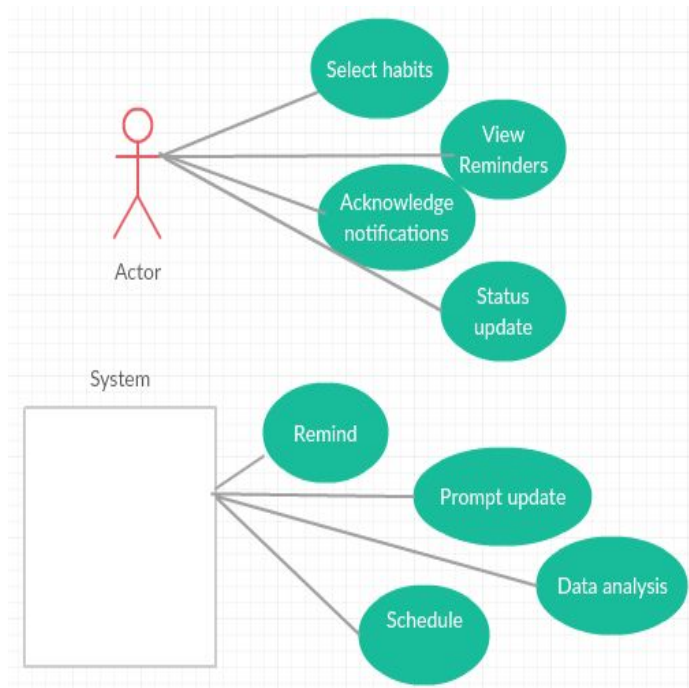 Select habits
View
Reminders
Acknowledge
notifications
Actor
Status
update
System
Remind
Prompt update
Data analysis
Schedule